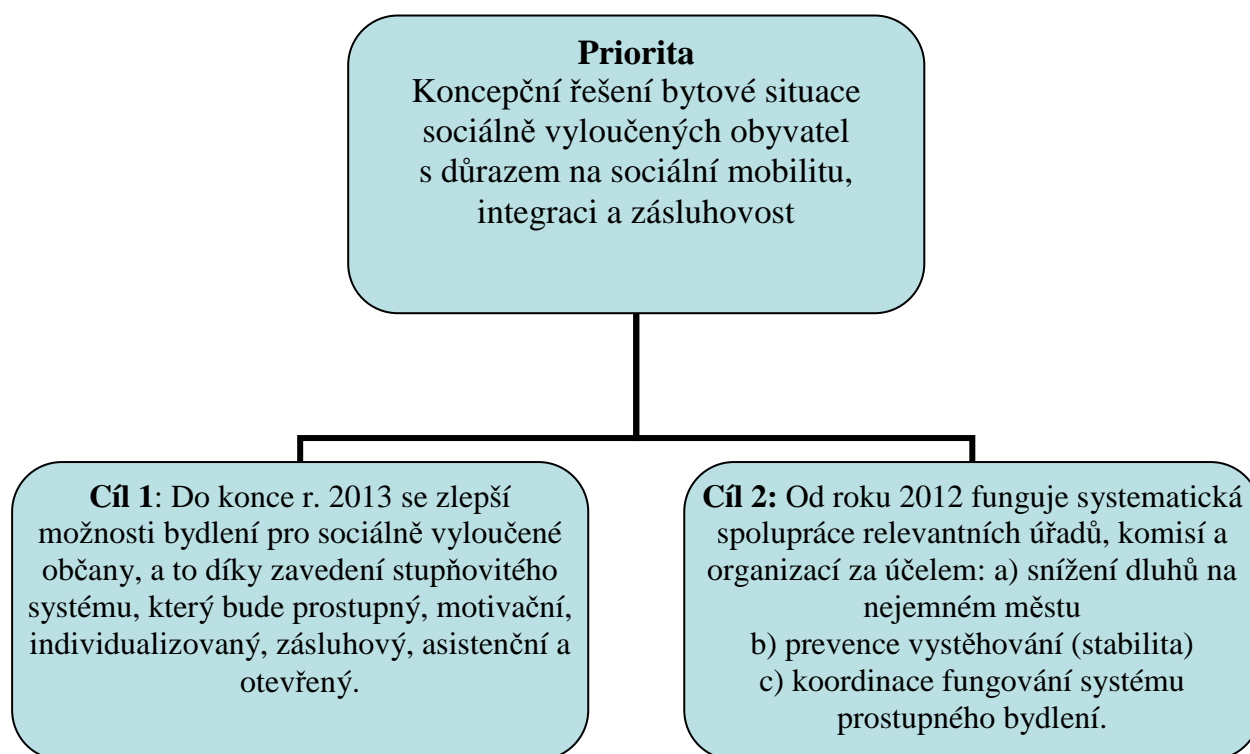 Priorita
Koncepční řešení bytové situace
sociálně vyloučených obyvatel
s důrazem na sociální mobilitu,
integraci a zásluhovost
Cíl 1: Do konce r. 2013 se zlepší
možnosti bydlení pro sociálně vyloučené
občany, a to díky zavedení stupňovitého
systému, který bude prostupný, motivační,
individualizovaný, zásluhový, asistenční a
otevřený.
Cíl 2: Od roku 2012 funguje systematická
spolupráce relevantních úřadů, komisí a
organizací za účelem: a) snížení dluhů na
nejemném městu
b) prevence vystěhování (stabilita)
c) koordinace fungování systému
prostupného bydlení.